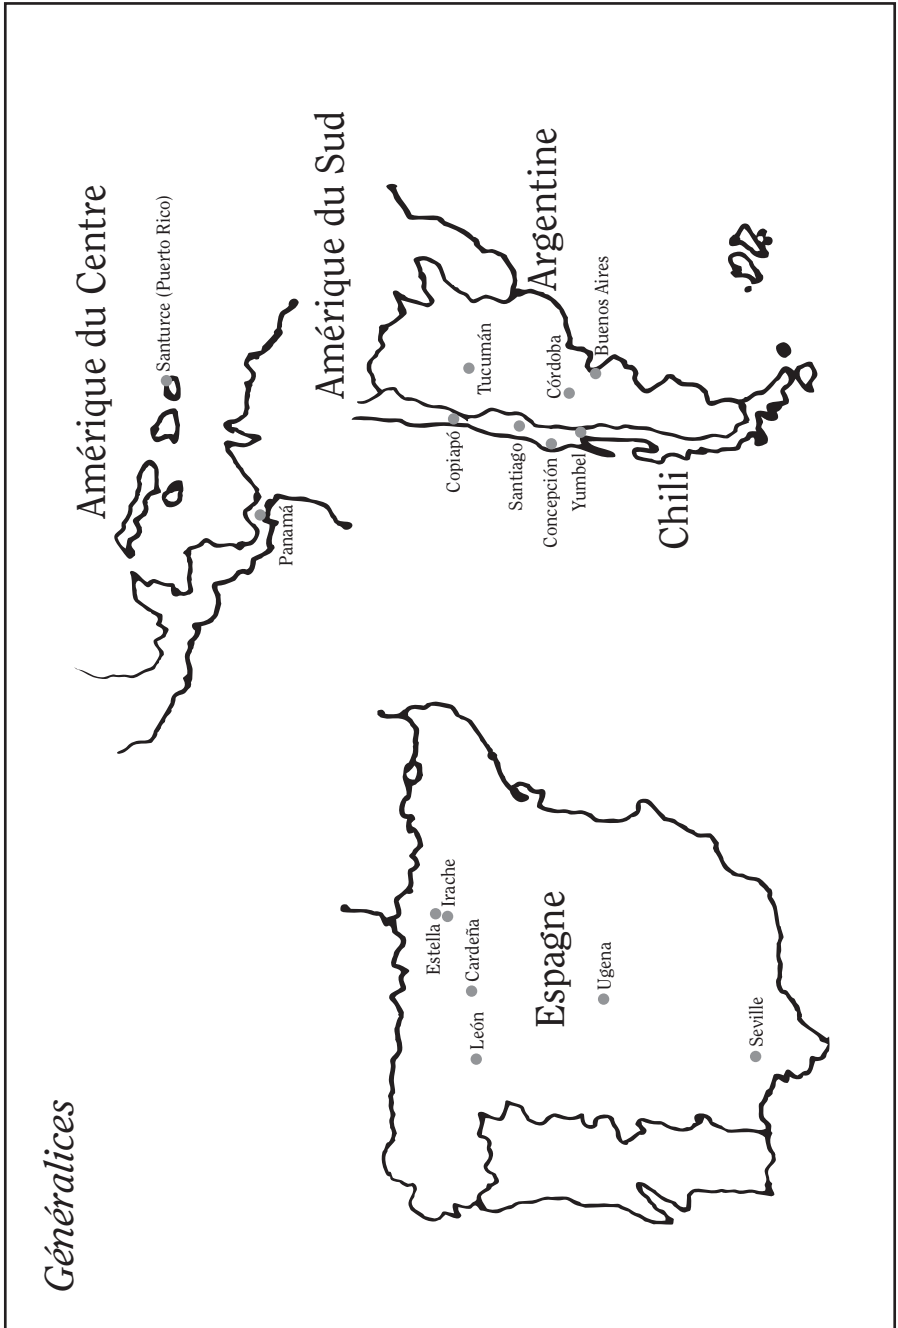 Généralices
Amérique du Centre
Santurce (Puerto Rico)
Panamá
Amérique du Sud
Argentine
Tucumán
Córdoba
Buenos Aires
Copiapó
Santiago
Concepción
Yumbel
Chili
Espagne
Estella
Irache
Cardeña
León
Ugena
Seville